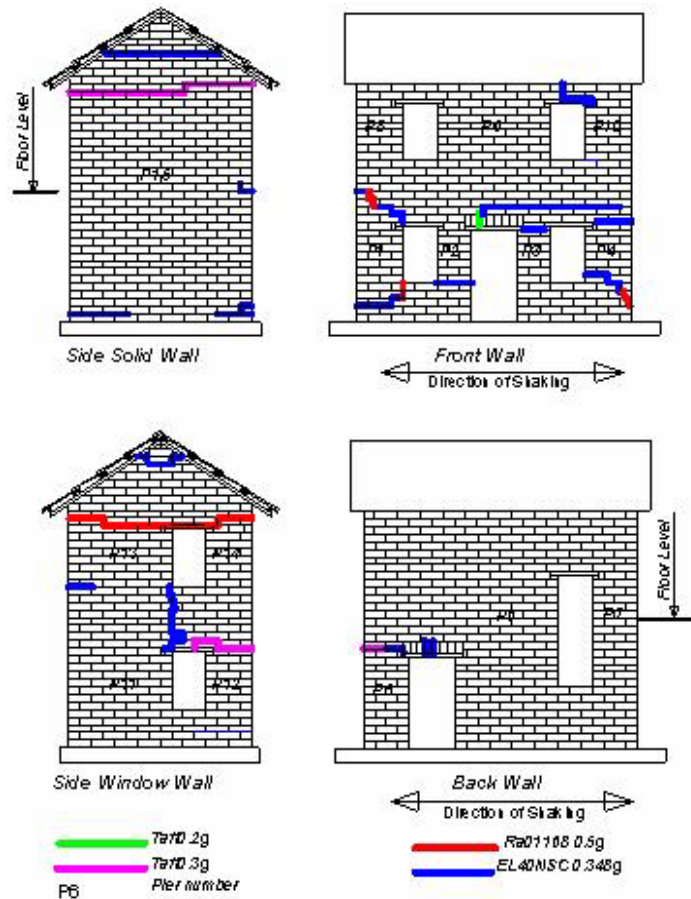 Floor Level
P5
P6
P10
P15
P1
P2
P3
P4
Side Solid Wall
Front Wall
Direction of Shaking
P13
P14
P8
P7
Floor Level
P11
P12
Side Window Wall
Back Wall
Direction of Shaking
Taft0.2g
Ra01168 0.5g
Taft0.3g
EL40NSC 0.348g
P6 Pier number